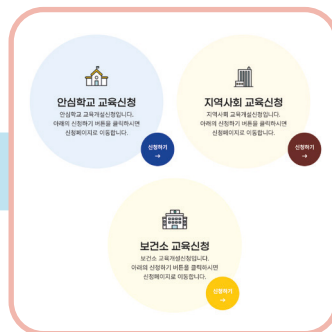 안심학교 교육신청
안심학교 교육개설신청입니다.
아래의 신청하기 버튼을 클릭하시면
신청페이지로 이동합니다.
신청하기
→
지역사회 교육신청
지역사회 교육개설신청입니다.
아래의 신청하기 버튼을 클릭하시면
신청페이지로 이동합니다.
신청하기
→
보건소 교육신청
보건소 교육개설신청입니다.
아래의 신청하기 버튼을 클릭하시면
신청페이지로 이동합니다.
신청하기
→